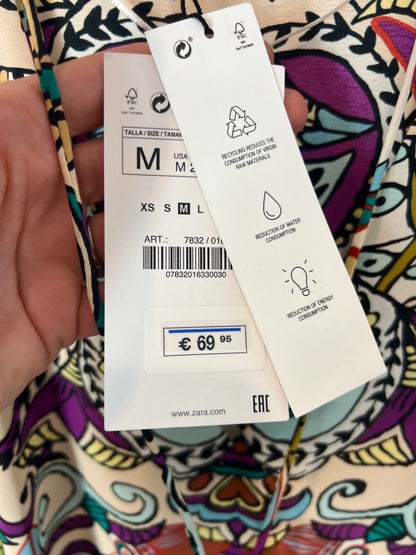 FSC
RECYCLING REDUCES THE
CONSUMPTION OF VIRGIN
RAW MATERIALS
REDUCTION OF WATER
CONSUMPTION
REDUCTION OF ENERGY
CONSUMPTION
FSC
TALLA / SIZE / TAMAN
M
USA
M
XS S M L
ART.: 7832 / 016
07832016330030
€ 69 95
www.zara.com
EAC